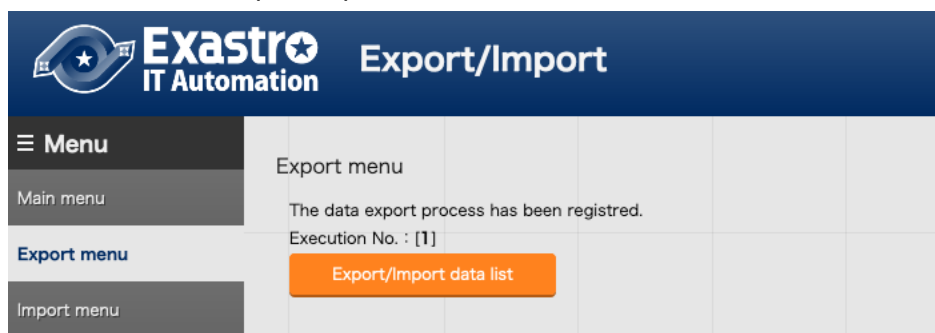 Exastro
IT Automation
Export/Import
☰ Menu
Main menu
Export menu
Import menu
Export menu
The data export process has been registred.
Execution No. : [1]
Export/Import data list